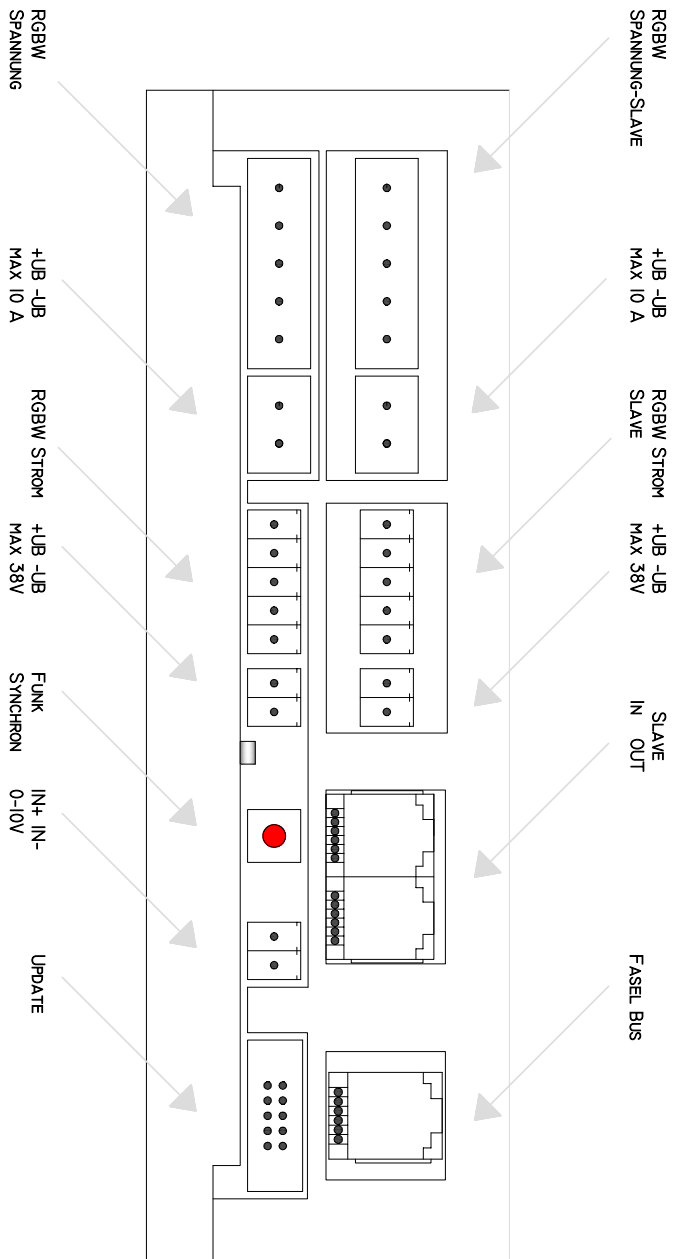 RGBW
SPANNUNG-SLAVE
+UB -UB
MAX 10 A
RGBW STROM
SLAVE
+UB -UB
MAX 38V
SLAVE
IN OUT
FASEL BUS
RGBW
SPANNUNG
+UB -UB
MAX 10 A
RGBW STROM
+UB -UB
MAX 38V
FUNK
SYNCHRON
IN+ IN-
0-10V
UPDATE